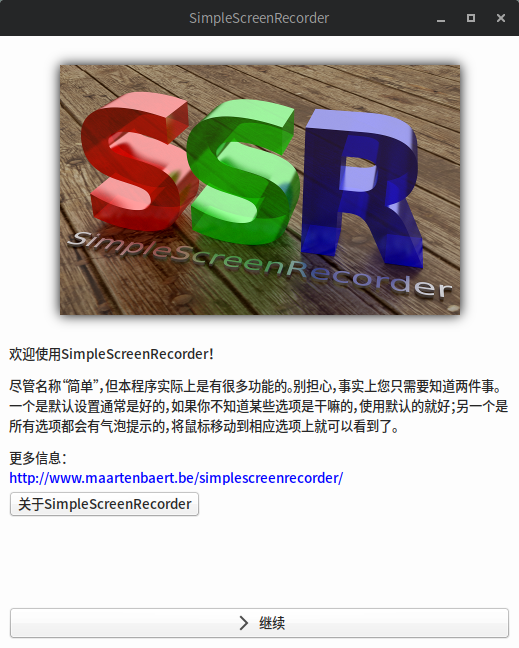 SimpleScreenRecorder
SSR
SimpleScreenRecorder
欢迎使用SimpleScreenRecorder！
尽管名称“简单”，但本程序实际上是有很多功能的。别担心，事实上您只需要知道两件事。
一个是默认设置通常是好的，如果你不知道某些选项是干嘛的，使用默认的就好；另一个是
所有选项都会有气泡提示的，将鼠标移动到相应选项上就可以看到了。
更多信息：
http://www.maartenbaert.be/simplescreenrecorder/
关于SimpleScreenRecorder
继续